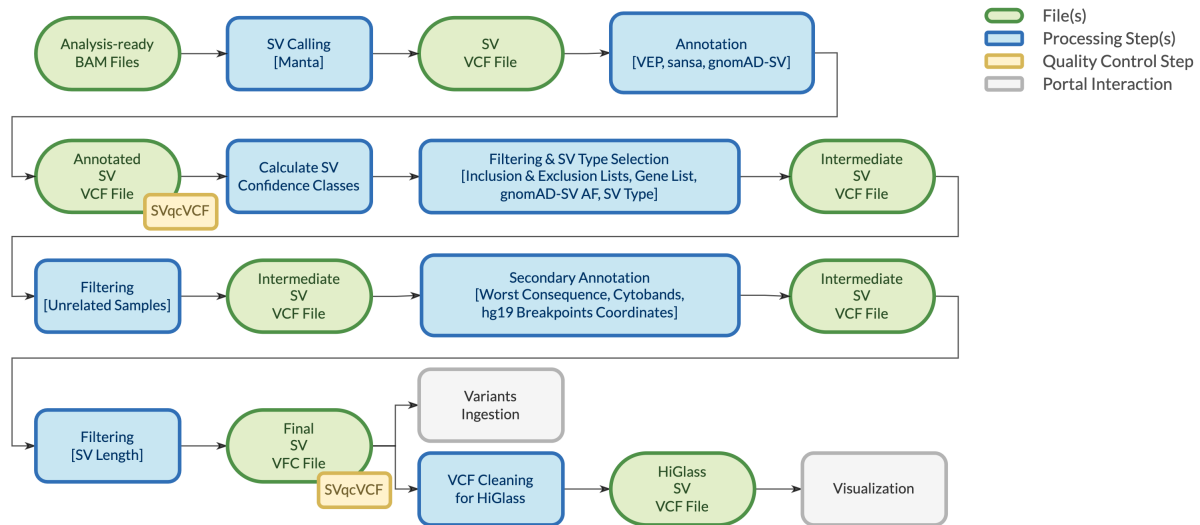 Analysis-ready
BAM Files
SV Calling
[Manta]
SV
VCF File
Annotation
[VEP, sansa, gnomAD-SV]
File(s)
Processing Step(s)
Quality Control Step
Portal Interaction
Annotated
SV
VCF File
SVqcVCF
Calculate SV
Confidence Classes
Filtering & SV Type Selection
[Inclusion & Exclusion Lists, Gene List,
gnomAD-SV AF, SV Type]
Intermediate
SV
VCF File
Filtering
[Unrelated Samples]
Intermediate
SV
VCF File
Secondary Annotation
[Worst Consequence, Cytobands,
hg19 Breakpoints Coordinates]
Intermediate
SV
VCF File
Filtering
[SV Length]
Final
SV
VFC File
SVqcVCF
Variants
Ingestion
VCF Cleaning
for HiGlass
HiGlass
SV
VCF File
Visualization